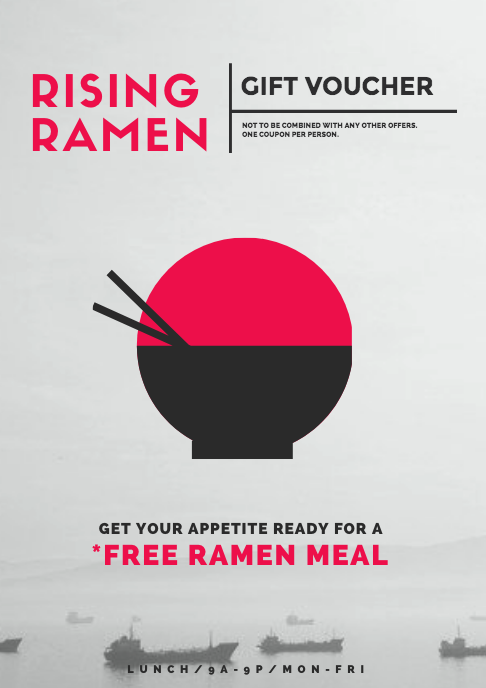 RISING
RAMEN
GIFT VOUCHER
NOT TO BE COMBINED WITH ANY OTHER OFFERS.
ONE COUPON PER PERSON.
GET YOUR APPETITE READY FOR A
*FREE RAMEN MEAL
LUNCH/9A-9P/MON-FRI